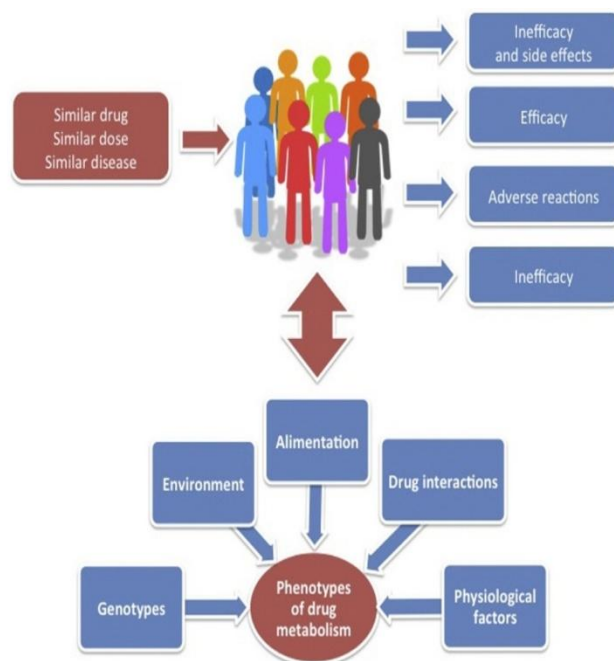 Similar drug
Similar dose
Similar disease
Inefficacy
and side effects
Efficacy
Adverse reactions
Inefficacy
Alimentation
Environment
Drug interactions
Genotypes
Phenotypes
of drug
metabolism
Physiological
factors